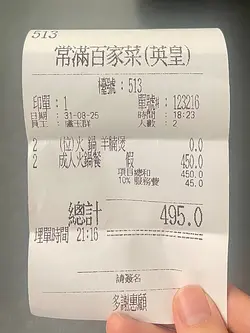 513
常滿百家菜(英皇)
檯號：513
印單：1 單號#：123216
日期：31-08-25 時間：18:23
員工： 人數：2
2 (位)火鍋 羊腩煲 0.0
2 成人火鍋餐 假 450.0
項目總和 450.0
10% 服務費 45.0
總計 495.0
埋單時間 21:16
請簽名
多謝惠顧